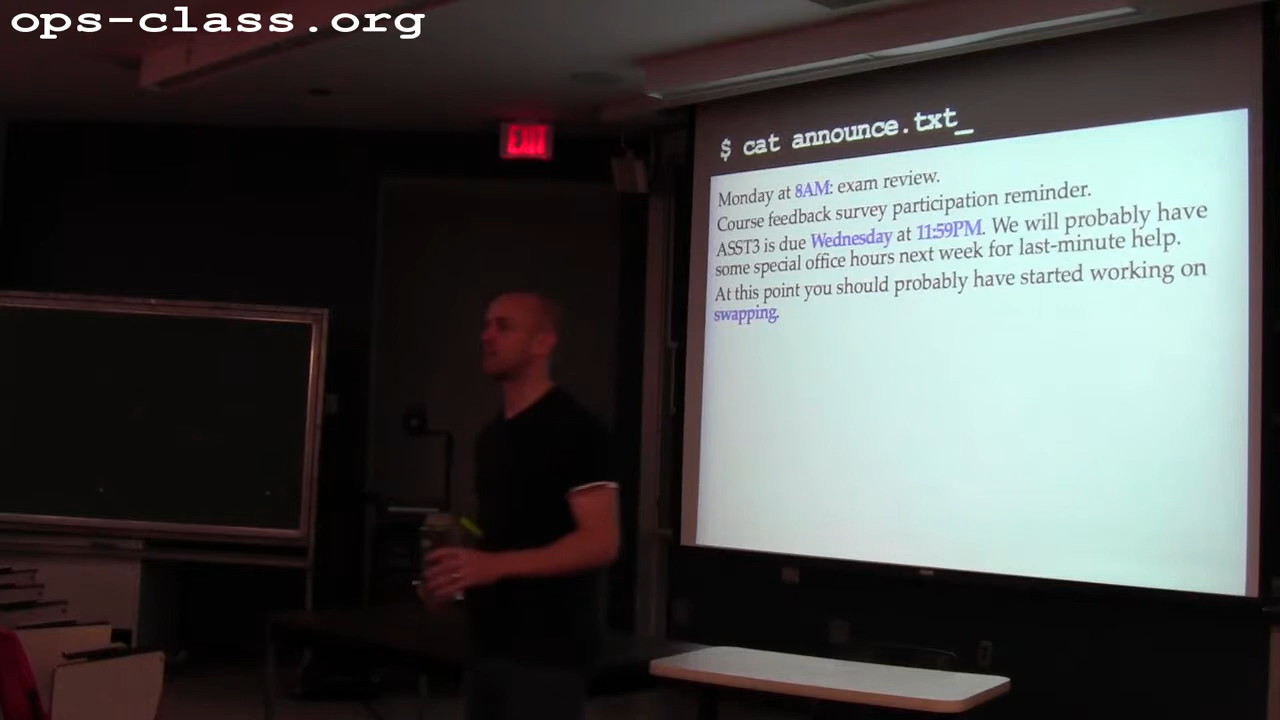 ops-class.org
EXIT
$ cat announce.txt_
Monday at 8AM: exam review.
Course feedback survey participation reminder.
ASST3 is due Wednesday at 11:59PM. We will probably have
some special office hours next week for last-minute help.
At this point you should probably have started working on
swapping.